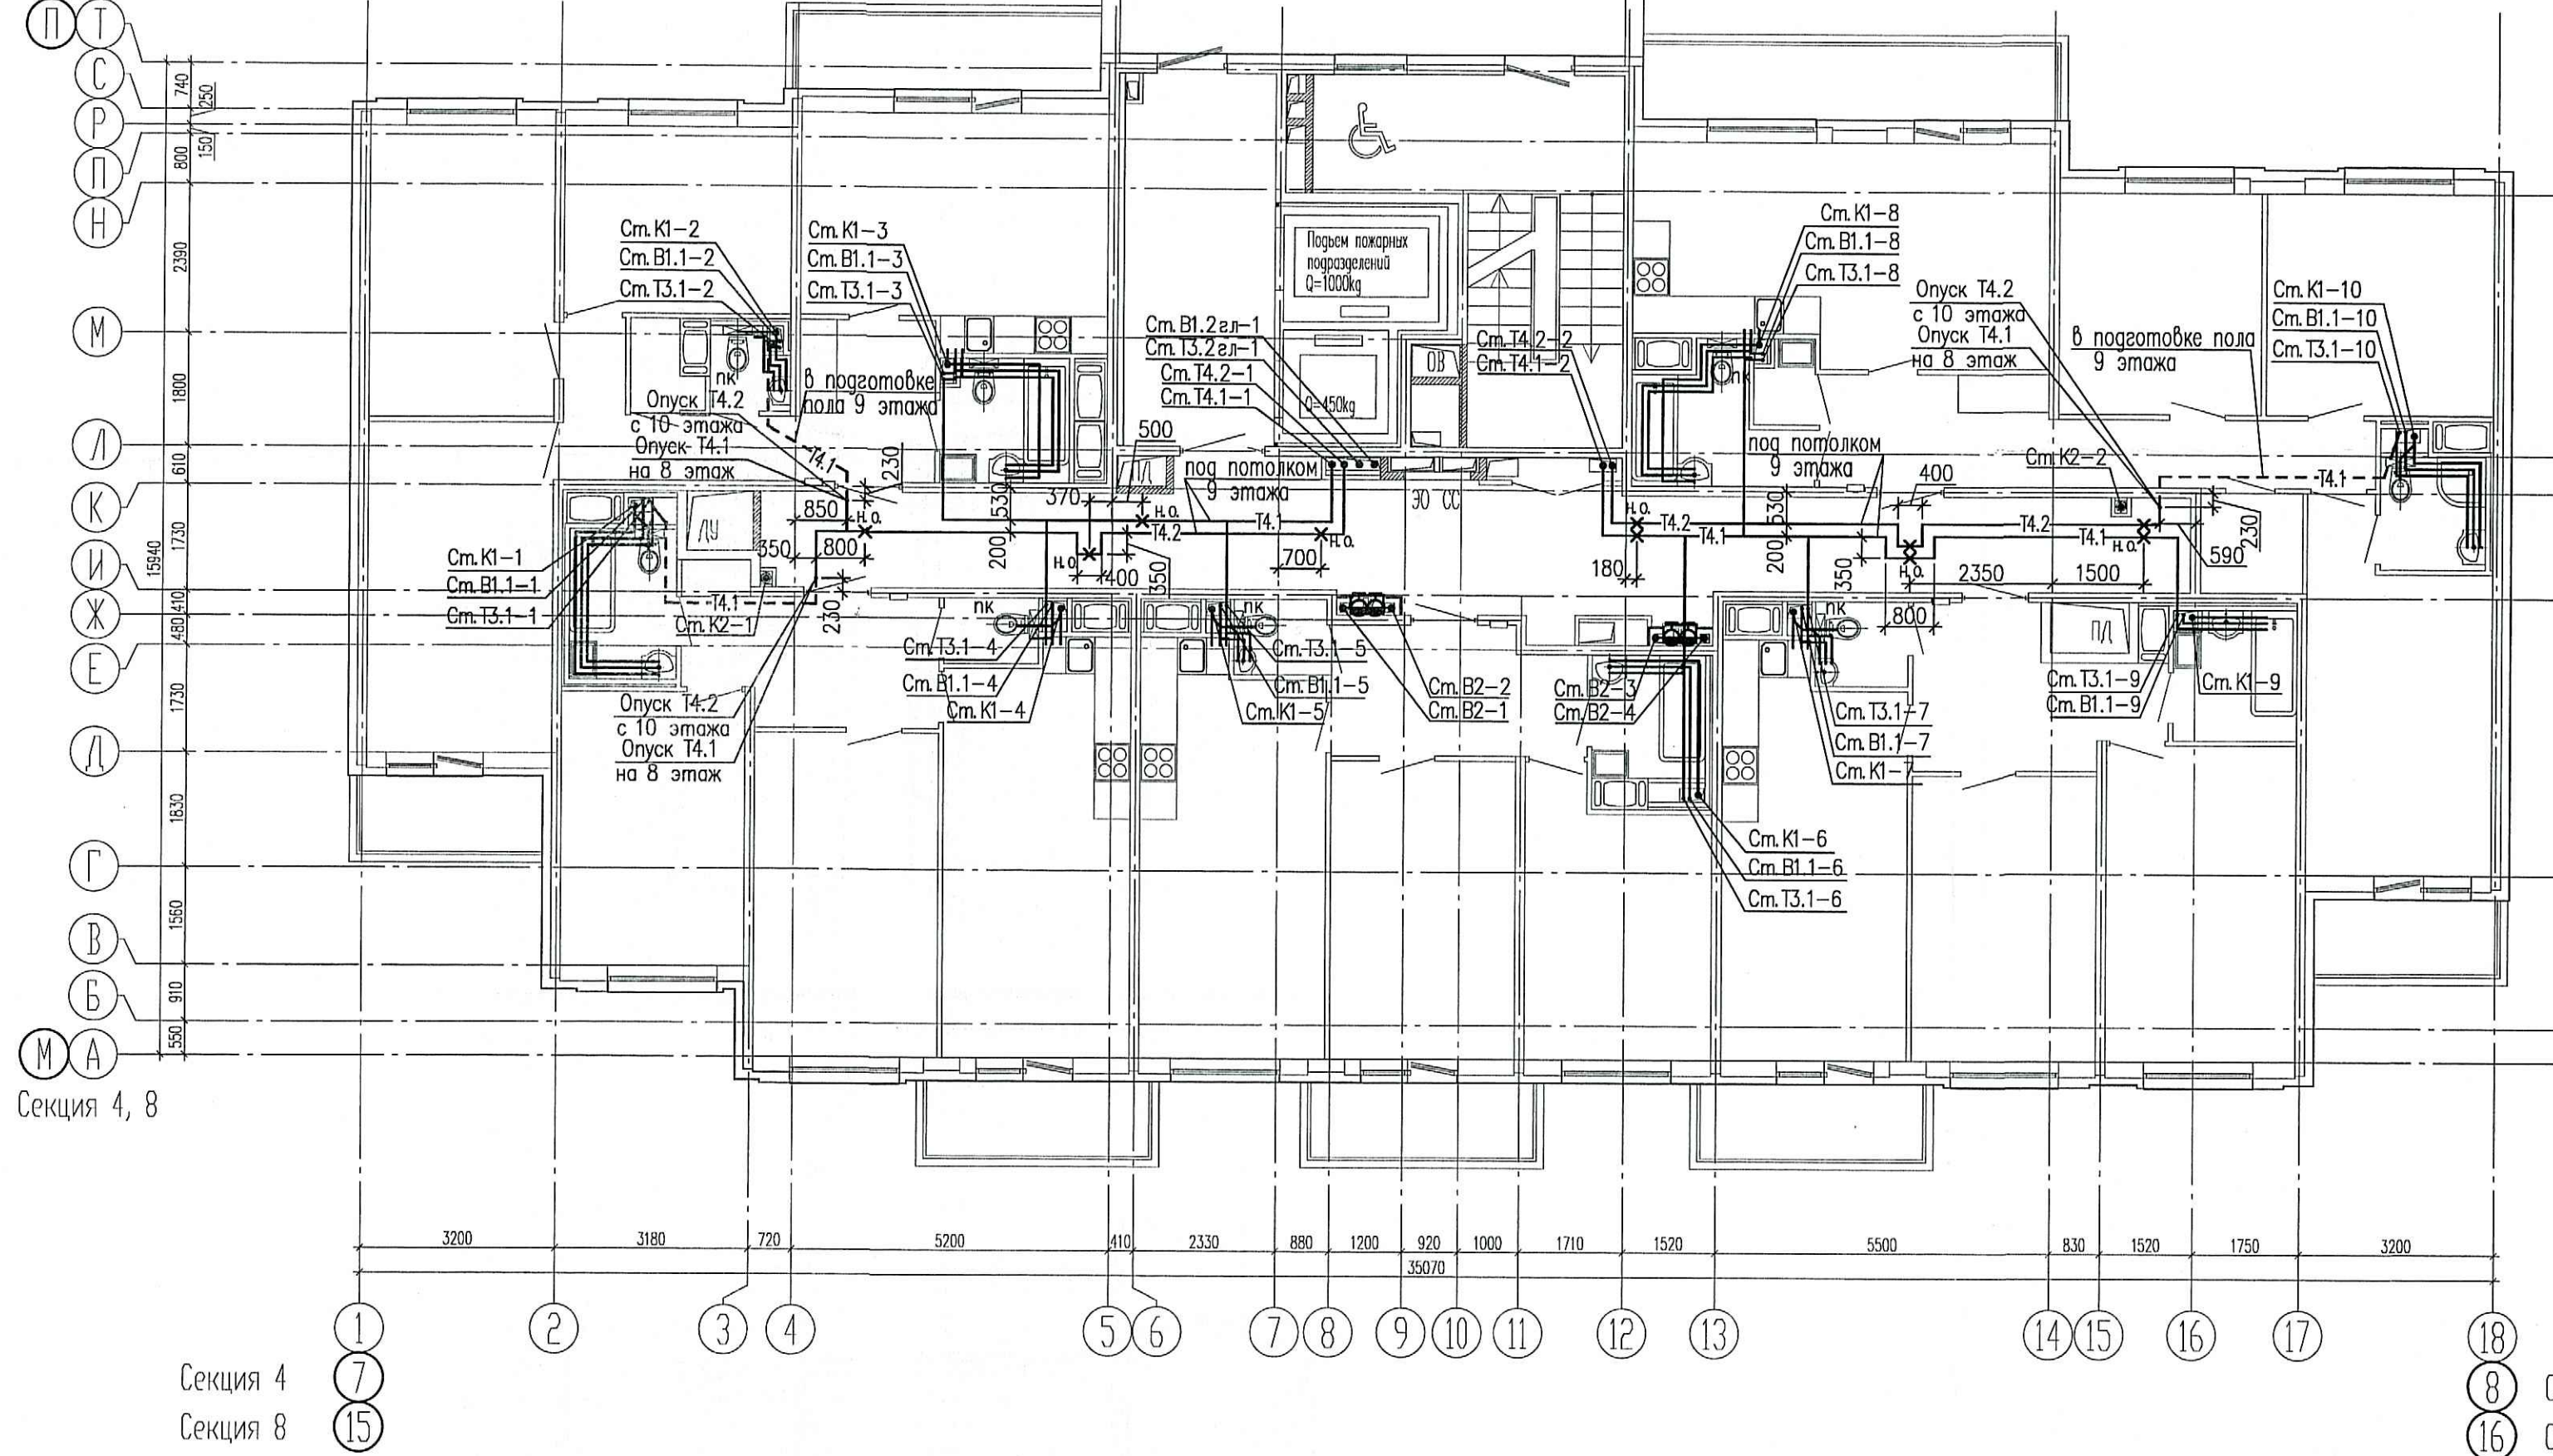 П Т
С
Р
П
Н
М
Л
К
И
Ж
Е
Д
Г
В
Б
М А
Секция 4, 8
740
250
150
800
2390
1800
610
1730
410
480
1730
1830
1560
910
550
15940
Ст. К1-2
Ст. В1.1-2
Ст. Т3.1-2
Ст. К1-3
Ст. В1.1-3
Ст. Т3.1-3
Подъем пожарных
подразделений
Q=1000kg
Ст. В1.2гл-1
Ст. Т3.2гл-1
Ст. Т4.2-1
Ст. Т4.1-1
Q=450kg
ОВ
Ст. Т4.2-2
Ст. Т4.1-2
Ст. К1-8
Ст. В1.1-8
Ст. Т3.1-8
Опуск Т4.2
с 10 этажа
Опуск Т4.1
на 8 этаж
в подготовке пола
9 этажа
Ст. К1-10
Ст. В1.1-10
Ст. Т3.1-10
пк
в подготовке
пола 9 этажа
Опуск Т4.2
с 10 этажа
Опуск Т4.1
на 8 этаж
Т4.1
230
530
500
370
ПД
под потолком
9 этажа
ЭО СС
пк
под потолком
9 этажа
400
Ст. К2-2
Т4.1
850
н.о.
350
800
200
н.о.
Т4.1
Т4.2
н.о.
н.о.
400
350
700
н.о.
Т4.2
Т4.1
180
530
200
350
н.о.
800
2350
1500
Т4.2
Т4.1
н.о.
590
230
ДУ
Ст. К1-1
Ст. В1.1-1
Ст. Т3.1-1
Т4.1
Ст. К2-1
230
пк
Ст. Т3.1-4
Ст. В1.1-4
Ст. К1-4
пк
Ст. Т3.1-5
Ст. В1.1-5
Ст. К1-5
Ст. В2-2
Ст. В2-1
Ст. В2-3
Ст. В2-4
пк
Ст. Т3.1-7
Ст. В1.1-7
Ст. К1-7
ПД
Ст. Т3.1-9
Ст. В1.1-9
Ст. К1-9
Опуск Т4.2
с 10 этажа
Опуск Т4.1
на 8 этаж
Ст. К1-6
Ст. В1.1-6
Ст. Т3.1-6
3200 3180 720 5200 410 2330 880 1200 920 1000 1710 1520 5500 830 1520 1750 3200
35070
1 2 3 4 5 6 7 8 9 10 11 12 13 14 15 16 17 18
Секция 4 7 8 С
Секция 8 15 16 С